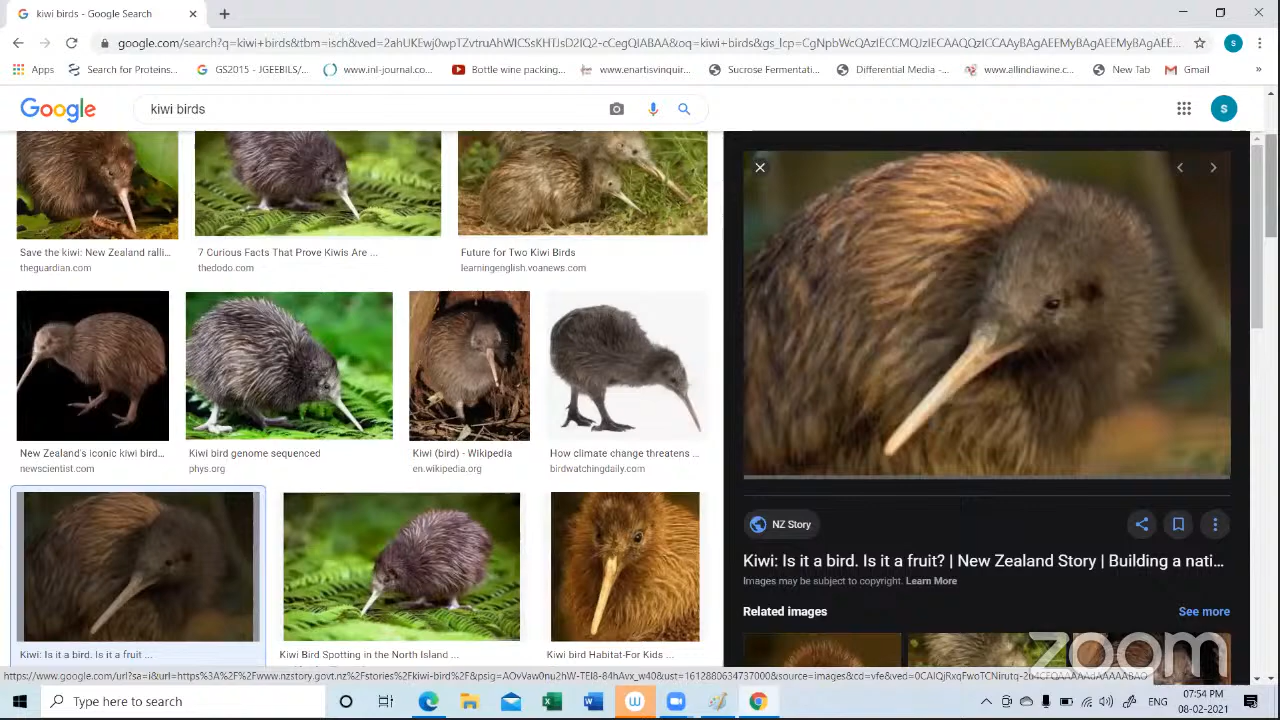 kiwi birds - Google Search
google.com/search?q=kiwi+birds&tbm=isch&ved=2ahUKEwj0wpTZvtruAhWICSsKHTJsD2IQ2-cCegQIABAA&oq=kiwi+birds&gs_lcp=CgNpbWcQAzIECCMQJzIECAAQQzICCAAyBAgAEEMyBAgAEEMyBAgAEE...
Apps Search for Proteins... GS2015 - JGEEBILS/... www.inl-journal.co... Bottle wine packing... www.enartisvinquir... Sucrose Fermentati... Differential Media -... www.allindiawine.c... New Tab Gmail »
Google kiwi birds s
Save the kiwi: New Zealand ralli... 7 Curious Facts That Prove Kiwis Are ... Future for Two Kiwi Birds
theguardian.com thedodo.com learningenglish.voanews.com
New Zealand's iconic kiwi bird... Kiwi bird genome sequenced Kiwi (bird) - Wikipedia How climate change threatens ...
newscientist.com phys.org en.wikipedia.org birdwatchingdaily.com
Kiwi: Is it a bird. Is it a fruit ... Kiwi Bird Spotting in the North Island ... Kiwi bird Habitat-For Kids ...
NZ Story
Kiwi: Is it a bird. Is it a fruit? | New Zealand Story | Building a nati...
Images may be subject to copyright. Learn More
Related images See more
zoom
Type here to search
07:54 PM
08-02-2021